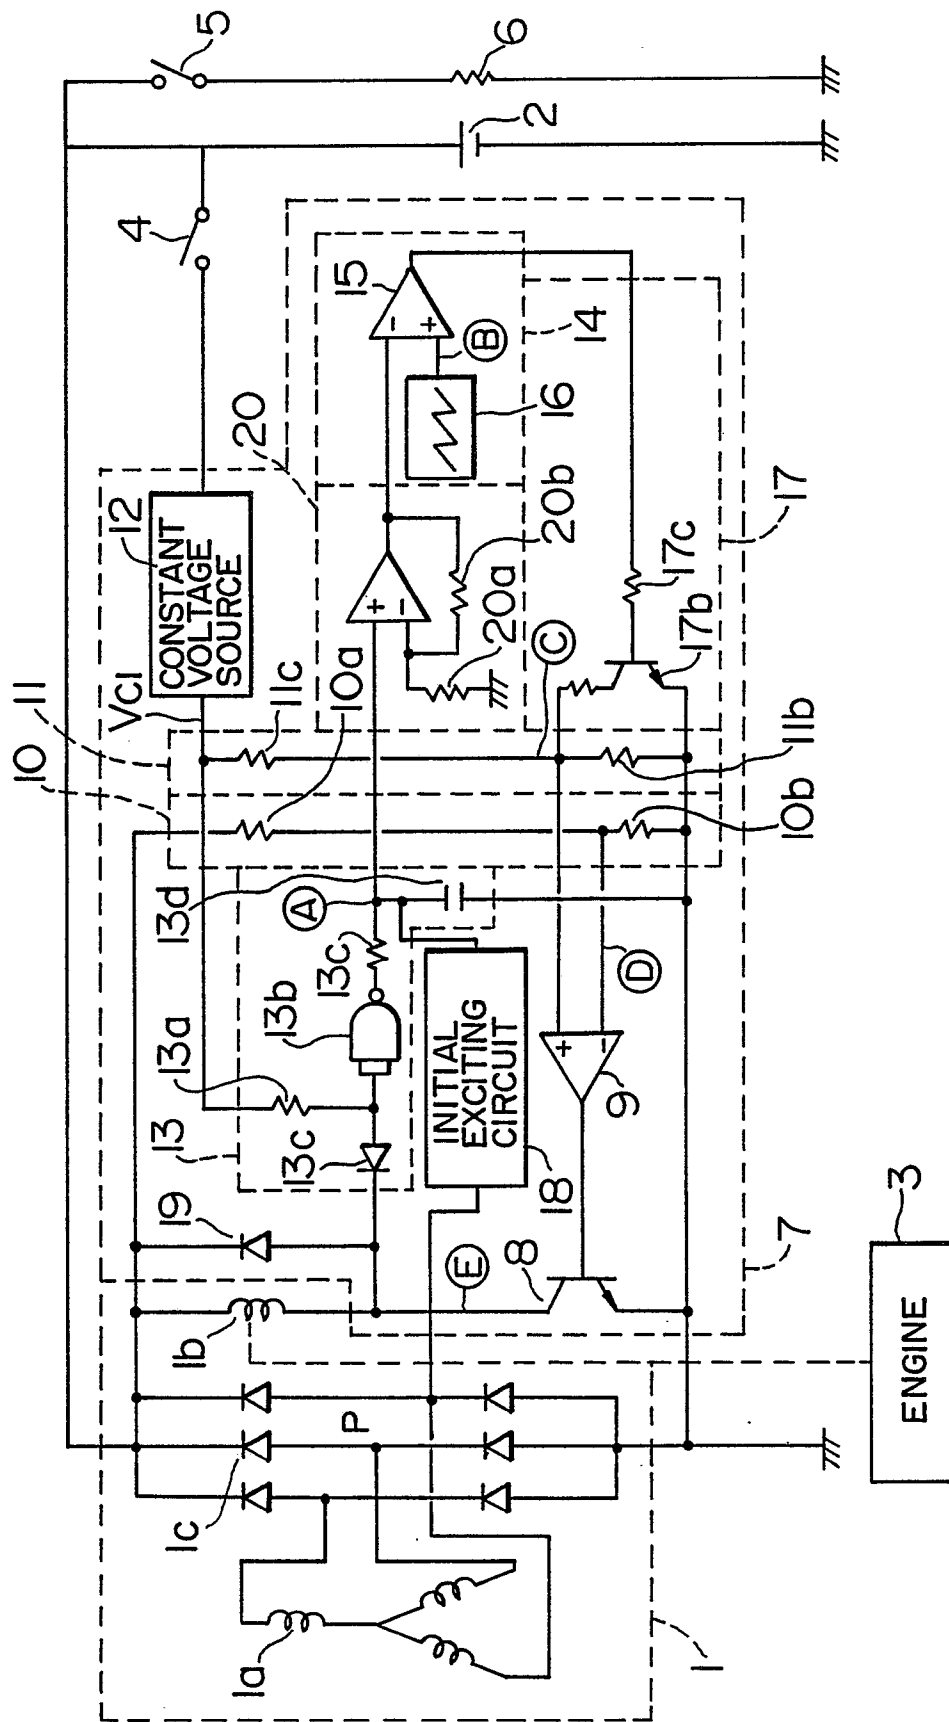 5
6
2
4
15
B
16
14
20
20b
20a
17c
17b
17
CONSTANT
VOLTAGE
SOURCE
12
VC1
11
10
11c
10a
C
11b
10b
13d
A
13c
13b
13a
13
13c
INITIAL
EXCITING
CIRCUIT
18
D
9
19
E
8
7
1b
P
1c
1a
1
ENGINE
3
+
−
+
−
+
−